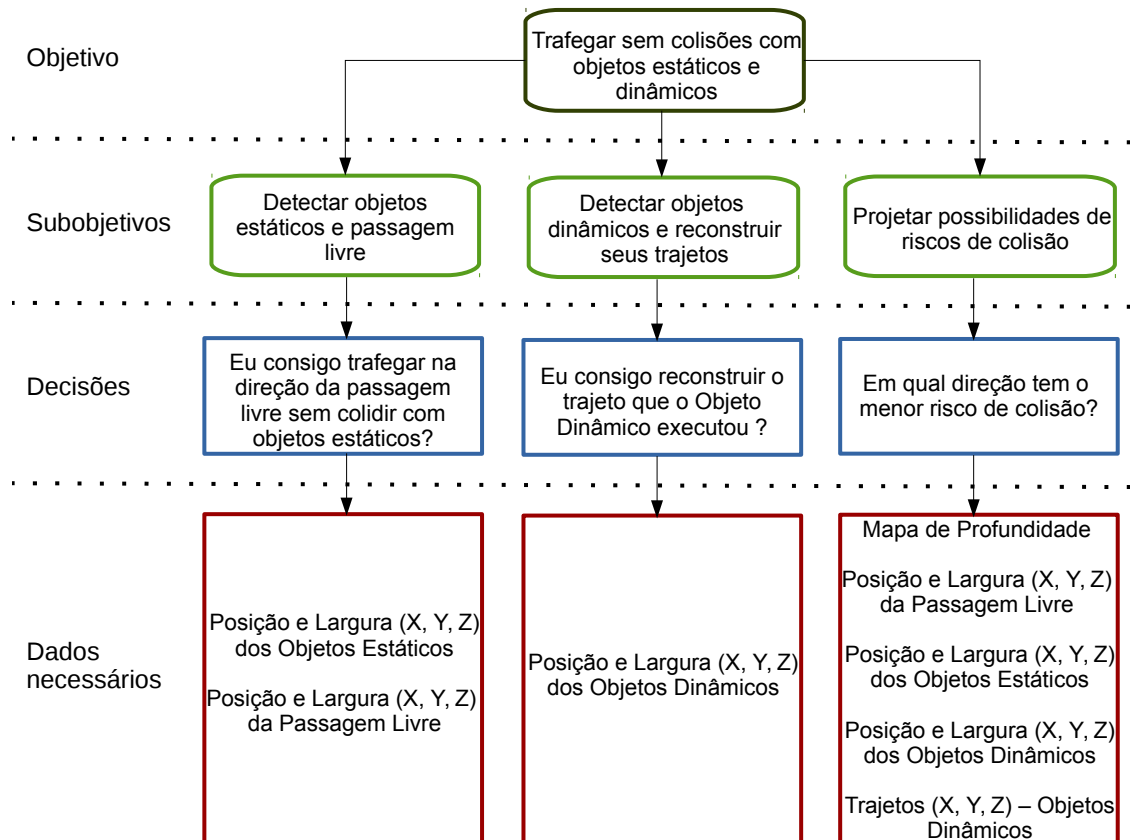 Objetivo
Trafegar sem colisões com
objetos estáticos e
dinâmicos
Subobjetivos
Detectar objetos
estáticos e passagem
livre
Detectar objetos
dinâmicos e reconstruir
seus trajetos
Projetar possibilidades de
riscos de colisão
Decisões
Eu consigo trafegar na
direção da passagem
livre sem colidir com
objetos estáticos?
Eu consigo reconstruir o
trajeto que o Objeto
Dinâmico executou ?
Em qual direção tem o
menor risco de colisão?
Dados
necessários
Posição e Largura (X, Y, Z)
dos Objetos Estáticos
Posição e Largura (X, Y, Z)
da Passagem Livre
Posição e Largura (X, Y, Z)
dos Objetos Dinâmicos
Mapa de Profundidade
Posição e Largura (X, Y, Z)
da Passagem Livre
Posição e Largura (X, Y, Z)
dos Objetos Estáticos
Posição e Largura (X, Y, Z)
dos Objetos Dinâmicos
Trajetos (X, Y, Z) – Objetos
Dinâmicos